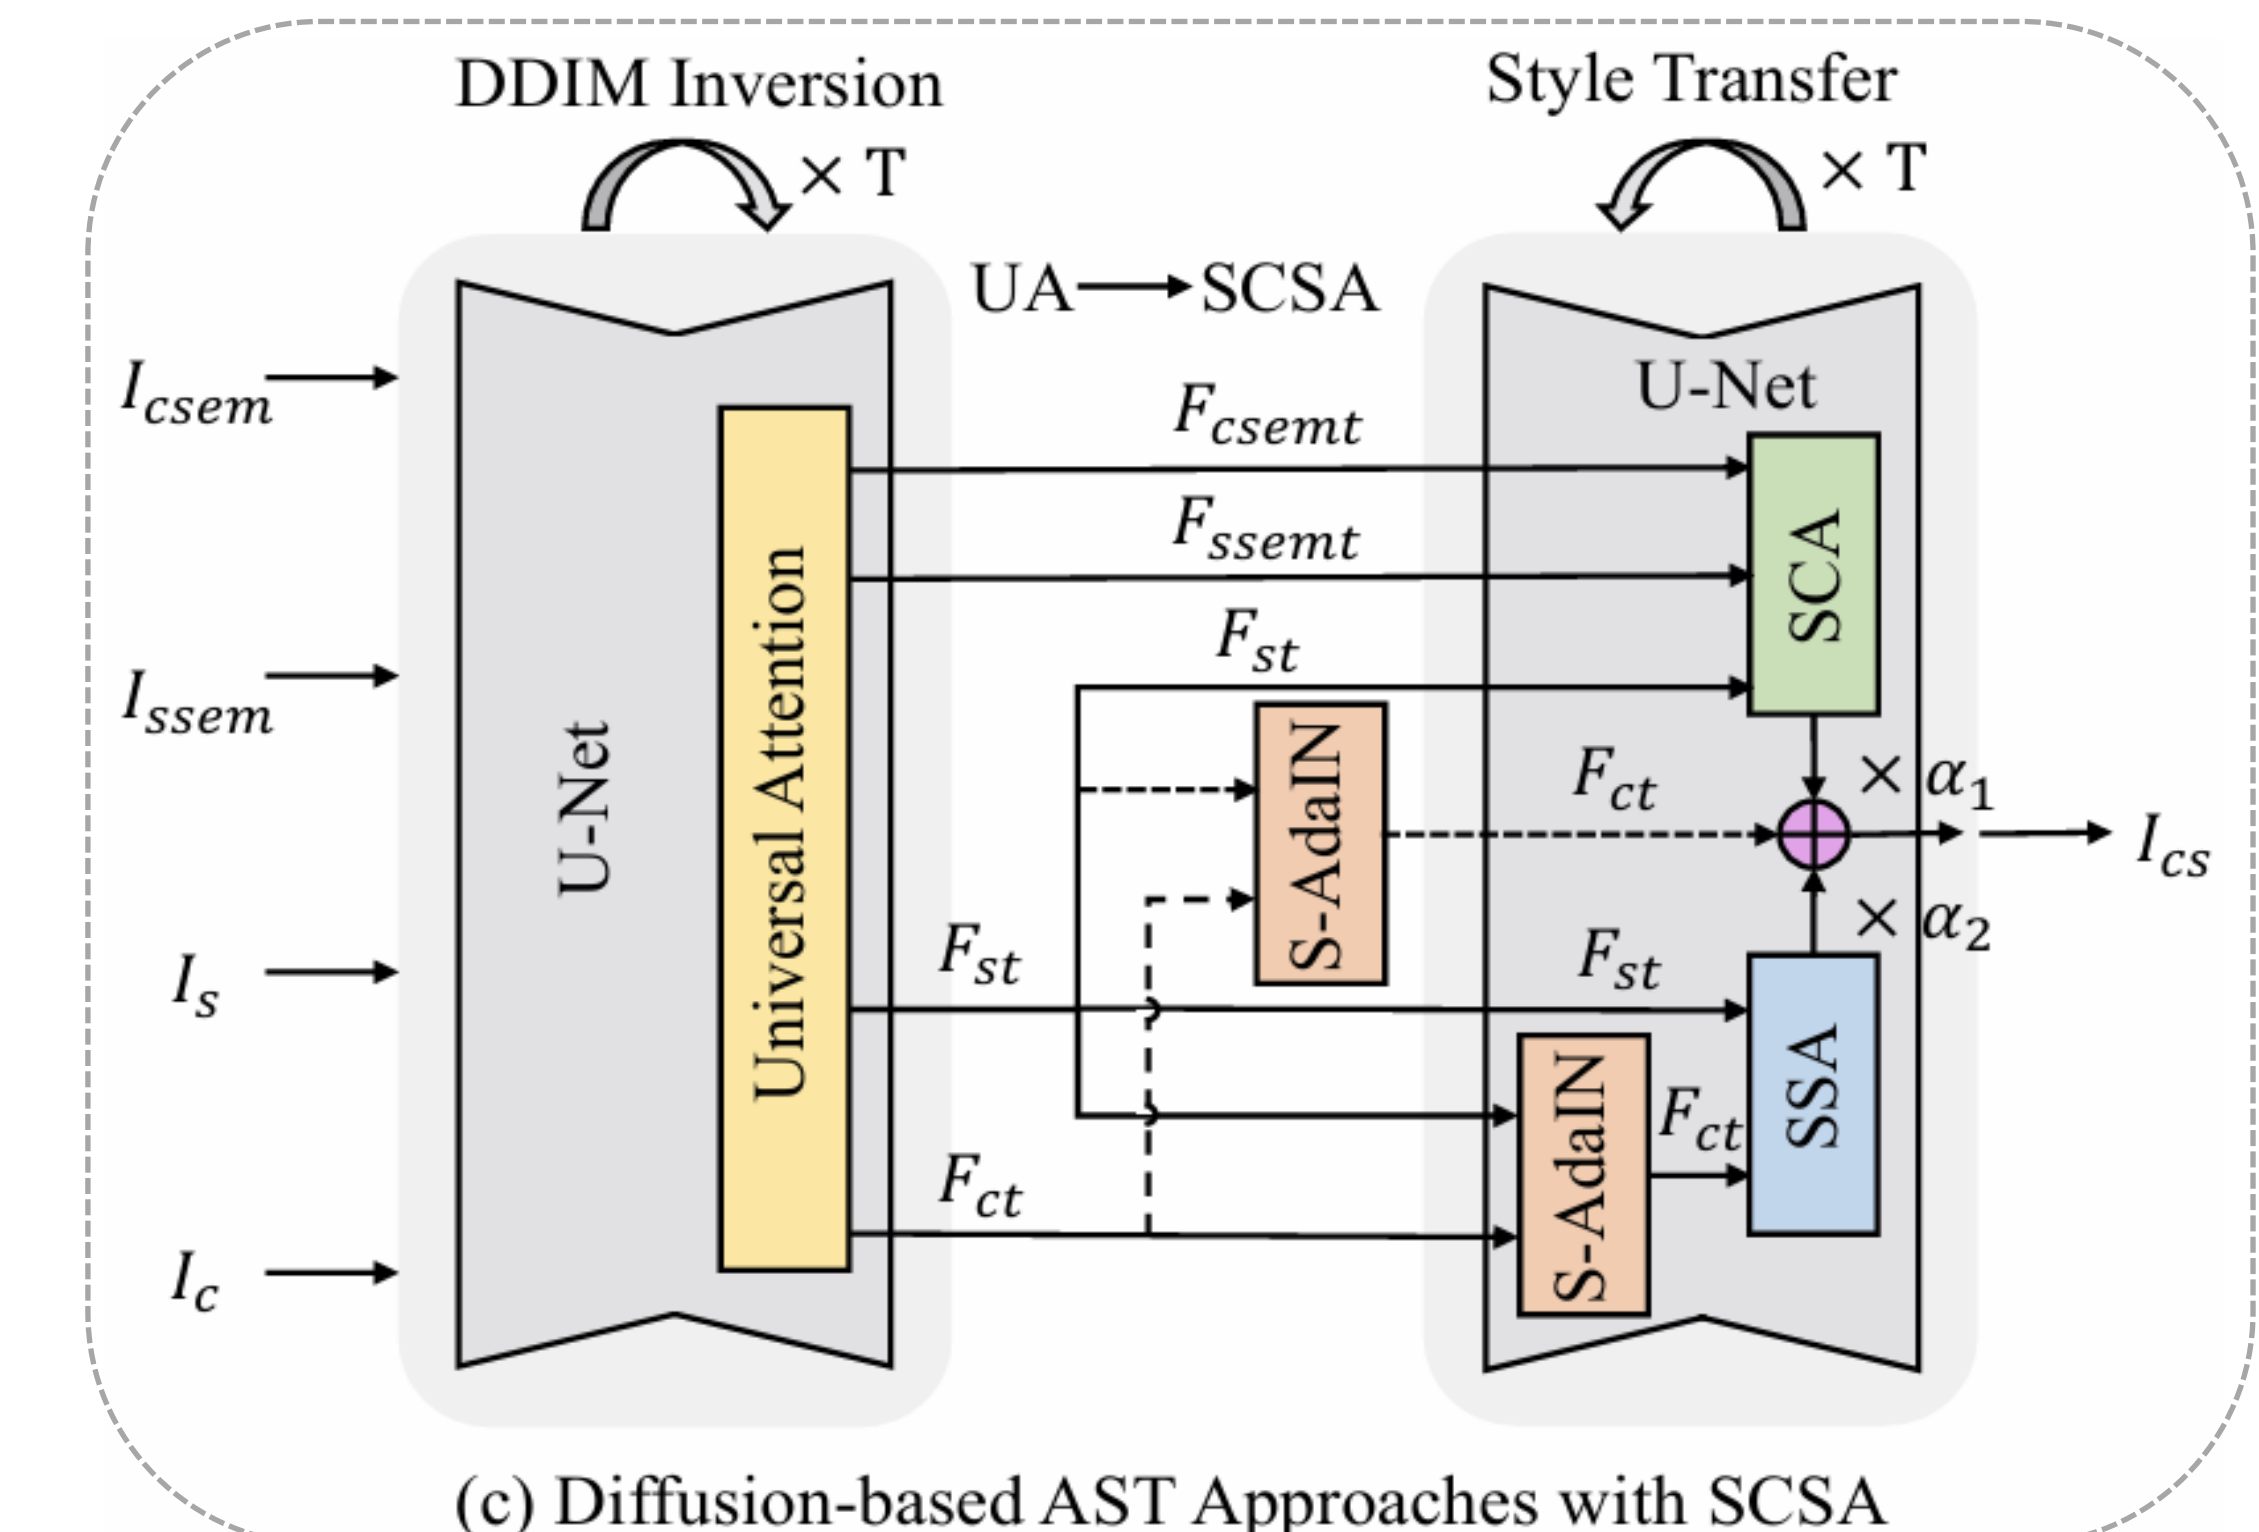 DDIM Inversion
× T
Style Transfer
× T
UA → SCSA
I_csem
I_ssem
I_s
I_c
U-Net
Universal Attention
F_csemt
F_ssemt
F_st
S-AdaIN
F_st
F_ct
U-Net
SCA
F_ct
× α_1
I_cs
× α_2
F_st
S-AdaIN
F_ct
SSA
(c) Diffusion-based AST Approaches with SCSA